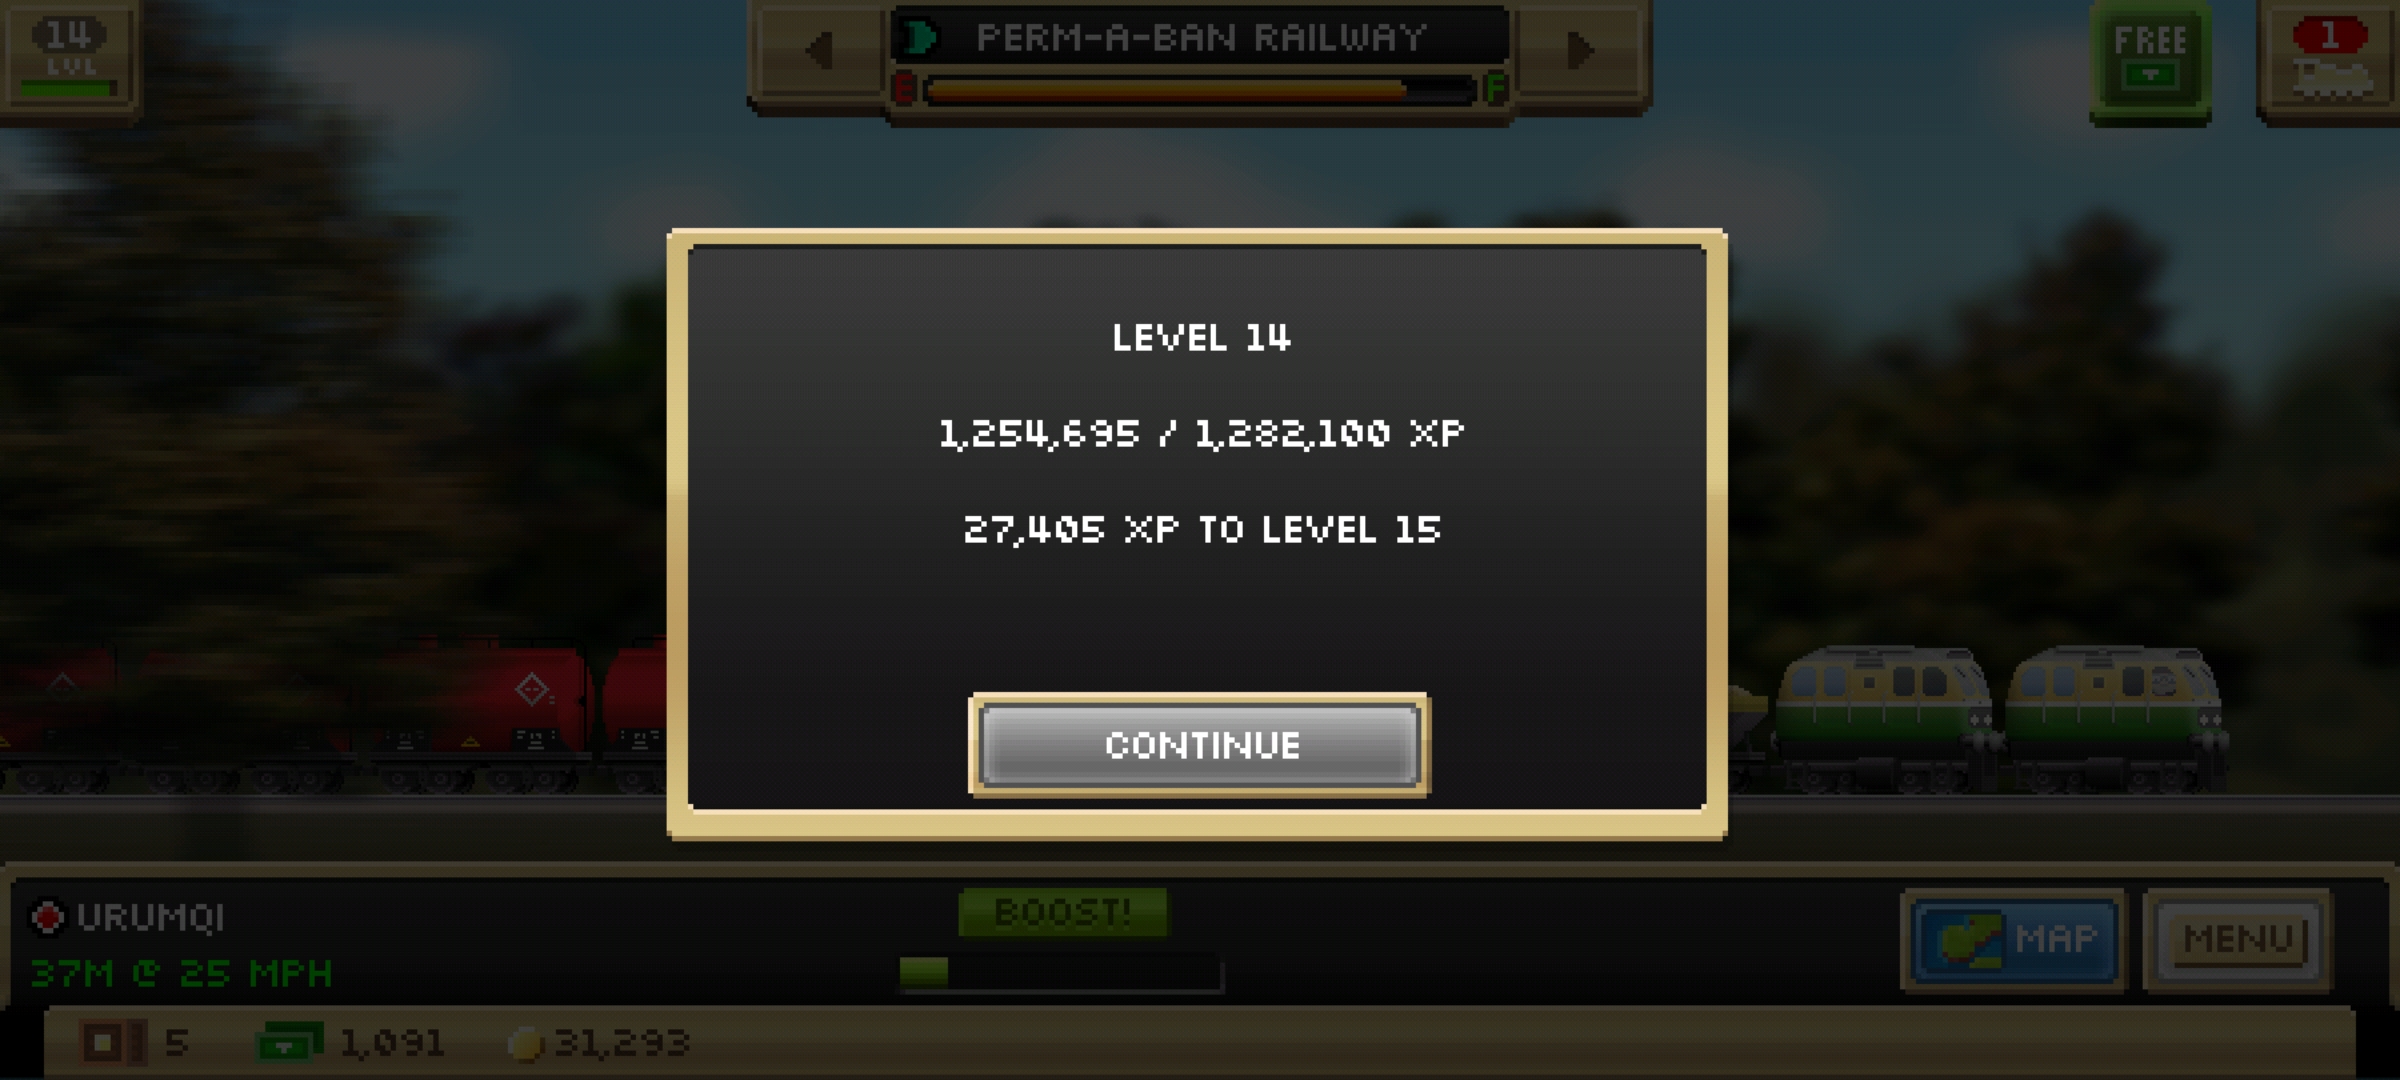 14
LVL
PERM-A-BAN RAILWAY
E
F
FREE
1
LEVEL 14
1,254,695 / 1,282,100 XP
27,405 XP TO LEVEL 15
CONTINUE
URUMQI
37M @ 25 MPH
BOOST!
MAP
MENU
5
1,091
31,293